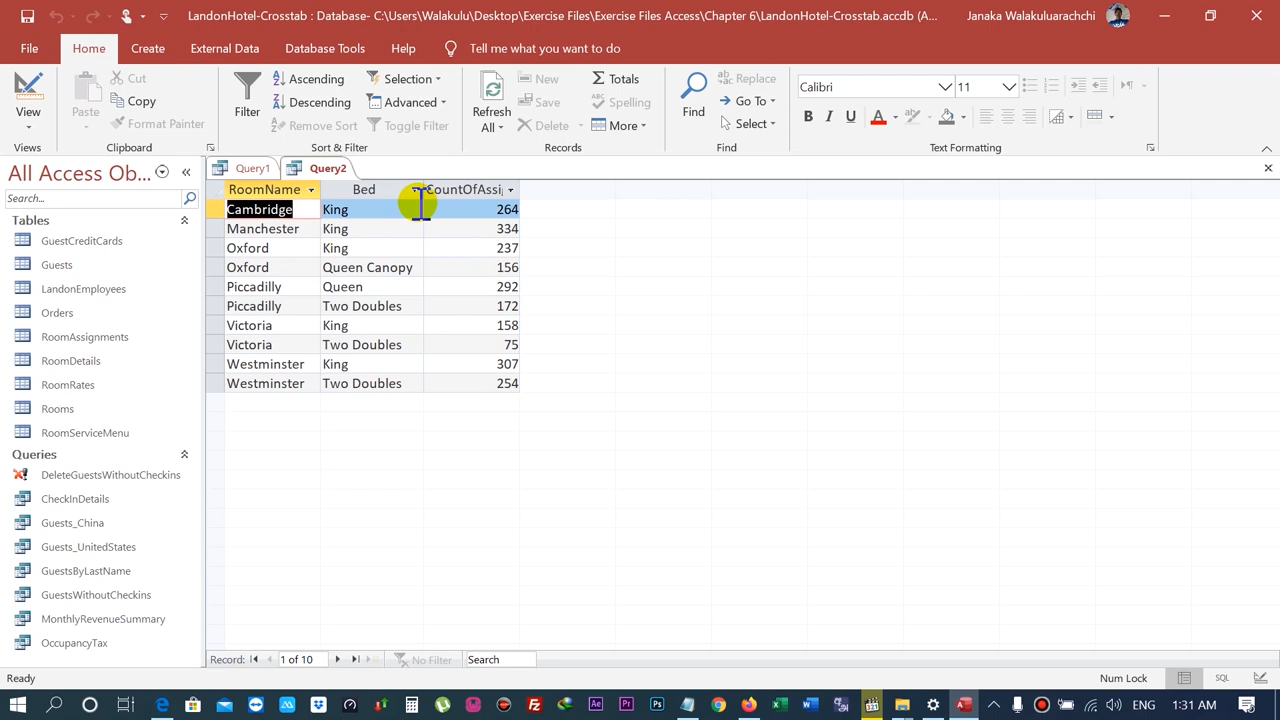 LandonHotel-Crosstab : Database- C:\Users\Walakulu\Desktop\Exercise Files\Exercise Files Access\Chapter 6\LandonHotel-Crosstab.accdb (A...
Janaka Walakuluarachchi
File Home Create External Data Database Tools Help Tell me what you want to do
View
Views
Paste
Cut
Copy
Format Painter
Clipboard
Filter
Ascending
Descending
Remove Sort
Selection
Advanced
Toggle Filter
Sort & Filter
Refresh
All
New
Save
Delete
Totals
Spelling
More
Records
Find
Replace
Go To
Select
Find
Calibri 11
B I U A
Text Formatting
All Access Ob...
Search...
Tables
GuestCreditCards
Guests
LandonEmployees
Orders
RoomAssignments
RoomDetails
RoomRates
Rooms
RoomServiceMenu
Queries
DeleteGuestsWithoutCheckins
CheckInDetails
Guests_China
Guests_UnitedStates
GuestsByLastName
GuestsWithoutCheckins
MonthlyRevenueSummary
OccupancyTax
Query1 Query2
RoomName Bed CountOfAssi
Cambridge King 264
Manchester King 334
Oxford King 237
Oxford Queen Canopy 156
Piccadilly Queen 292
Piccadilly Two Doubles 172
Victoria King 158
Victoria Two Doubles 75
Westminster King 307
Westminster Two Doubles 254
Record: 1 of 10 No Filter Search
Ready
Num Lock
SQL
ENG 1:31 AM